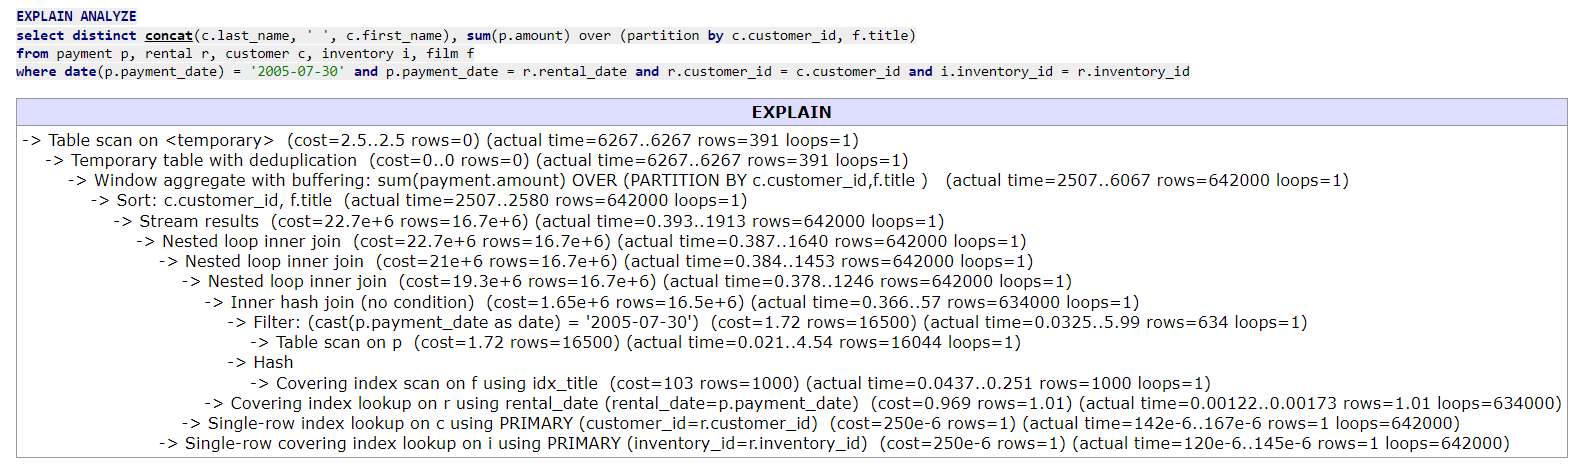 EXPLAIN ANALYZE
select distinct concat(c.last_name, ' ', c.first_name), sum(p.amount) over (partition by c.customer_id, f.title)
from payment p, rental r, customer c, inventory i, film f
where date(p.payment_date) = '2005-07-30' and p.payment_date = r.rental_date and r.customer_id = c.customer_id and i.inventory_id = r.inventory_id
EXPLAIN
-> Table scan on <temporary> (cost=2.5..2.5 rows=0) (actual time=6267..6267 rows=391 loops=1)
-> Temporary table with deduplication (cost=0..0 rows=0) (actual time=6267..6267 rows=391 loops=1)
-> Window aggregate with buffering: sum(payment.amount) OVER (PARTITION BY c.customer_id,f.title ) (actual time=2507..6067 rows=642000 loops=1)
-> Sort: c.customer_id, f.title (actual time=2507..2580 rows=642000 loops=1)
-> Stream results (cost=22.7e+6 rows=16.7e+6) (actual time=0.393..1913 rows=642000 loops=1)
-> Nested loop inner join (cost=22.7e+6 rows=16.7e+6) (actual time=0.387..1640 rows=642000 loops=1)
-> Nested loop inner join (cost=21e+6 rows=16.7e+6) (actual time=0.384..1453 rows=642000 loops=1)
-> Nested loop inner join (cost=19.3e+6 rows=16.7e+6) (actual time=0.378..1246 rows=642000 loops=1)
-> Inner hash join (no condition) (cost=1.65e+6 rows=16.5e+6) (actual time=0.366..57 rows=634000 loops=1)
-> Filter: (cast(p.payment_date as date) = '2005-07-30') (cost=1.72 rows=16500) (actual time=0.0325..5.99 rows=634 loops=1)
-> Table scan on p (cost=1.72 rows=16500) (actual time=0.021..4.54 rows=16044 loops=1)
-> Hash
-> Covering index scan on f using idx_title (cost=103 rows=1000) (actual time=0.0437..0.251 rows=1000 loops=1)
-> Covering index lookup on r using rental_date (rental_date=p.payment_date) (cost=0.969 rows=1.01) (actual time=0.00122..0.00173 rows=1.01 loops=634000)
-> Single-row index lookup on c using PRIMARY (customer_id=r.customer_id) (cost=250e-6 rows=1) (actual time=142e-6..167e-6 rows=1 loops=642000)
-> Single-row covering index lookup on i using PRIMARY (inventory_id=r.inventory_id) (cost=250e-6 rows=1) (actual time=120e-6..145e-6 rows=1 loops=642000)